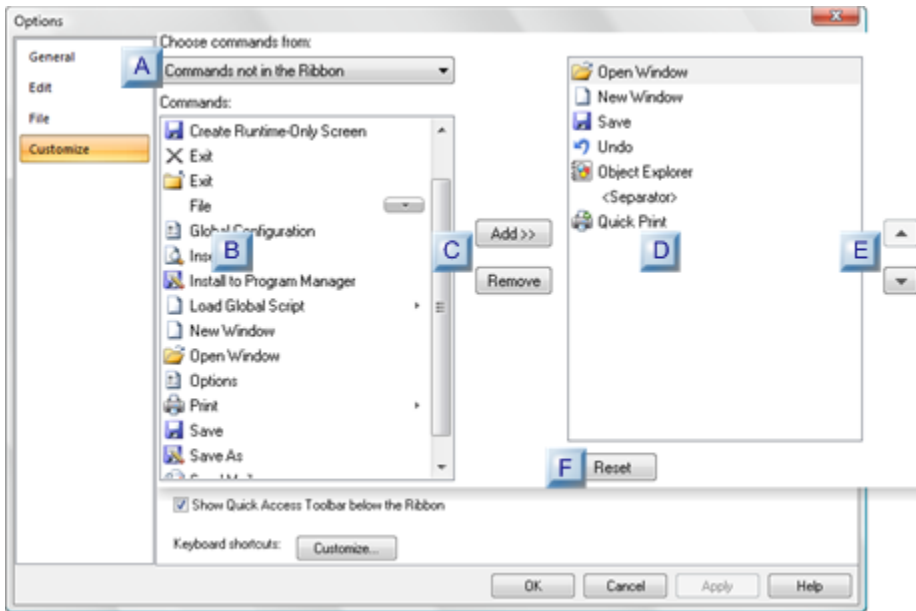 Options
General
Edit
File
Customize
A
Choose commands from:
Commands not in the Ribbon
Commands:
Create Runtime-Only Screen
Exit
Exit
File
Global Configuration
B
Install to Program Manager
Load Global Script
New Window
Open Window
Options
Print
Save
Save As
C
Add >>
Remove
Open Window
New Window
Save
Undo
Object Explorer
<Separator>
Quick Print
D
E
F
Reset
Show Quick Access Toolbar below the Ribbon
Keyboard shortcuts:
Customize...
OK
Cancel
Apply
Help